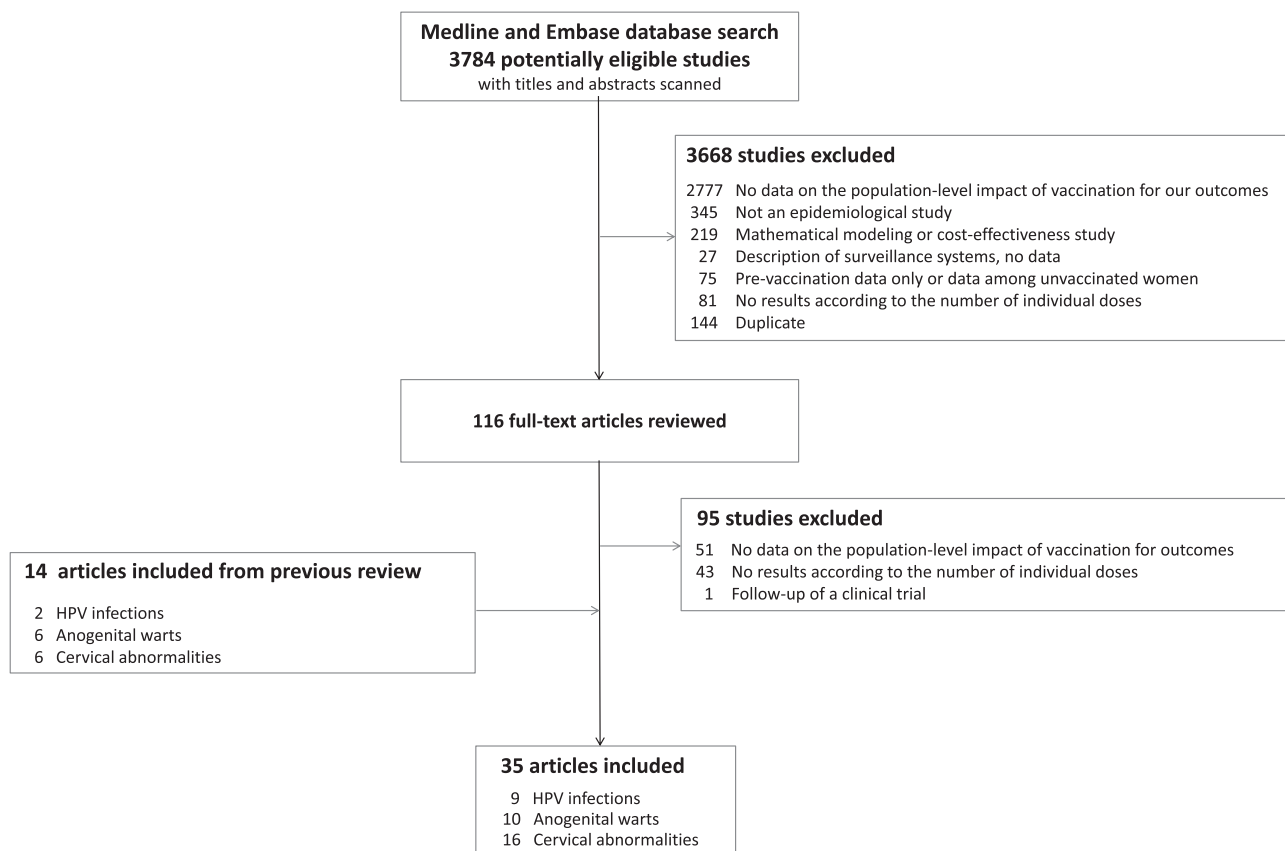 Medline and Embase database search
3784 potentially eligible studies
with titles and abstracts scanned
3668 studies excluded
2777 No data on the population-level impact of vaccination for our outcomes
345 Not an epidemiological study
219 Mathematical modeling or cost-effectiveness study
27 Description of surveillance systems, no data
75 Pre-vaccination data only or data among unvaccinated women
81 No results according to the number of individual doses
144 Duplicate
116 full-text articles reviewed
95 studies excluded
51 No data on the population-level impact of vaccination for outcomes
43 No results according to the number of individual doses
1 Follow-up of a clinical trial
14 articles included from previous review
2 HPV infections
6 Anogenital warts
6 Cervical abnormalities
35 articles included
9 HPV infections
10 Anogenital warts
16 Cervical abnormalities